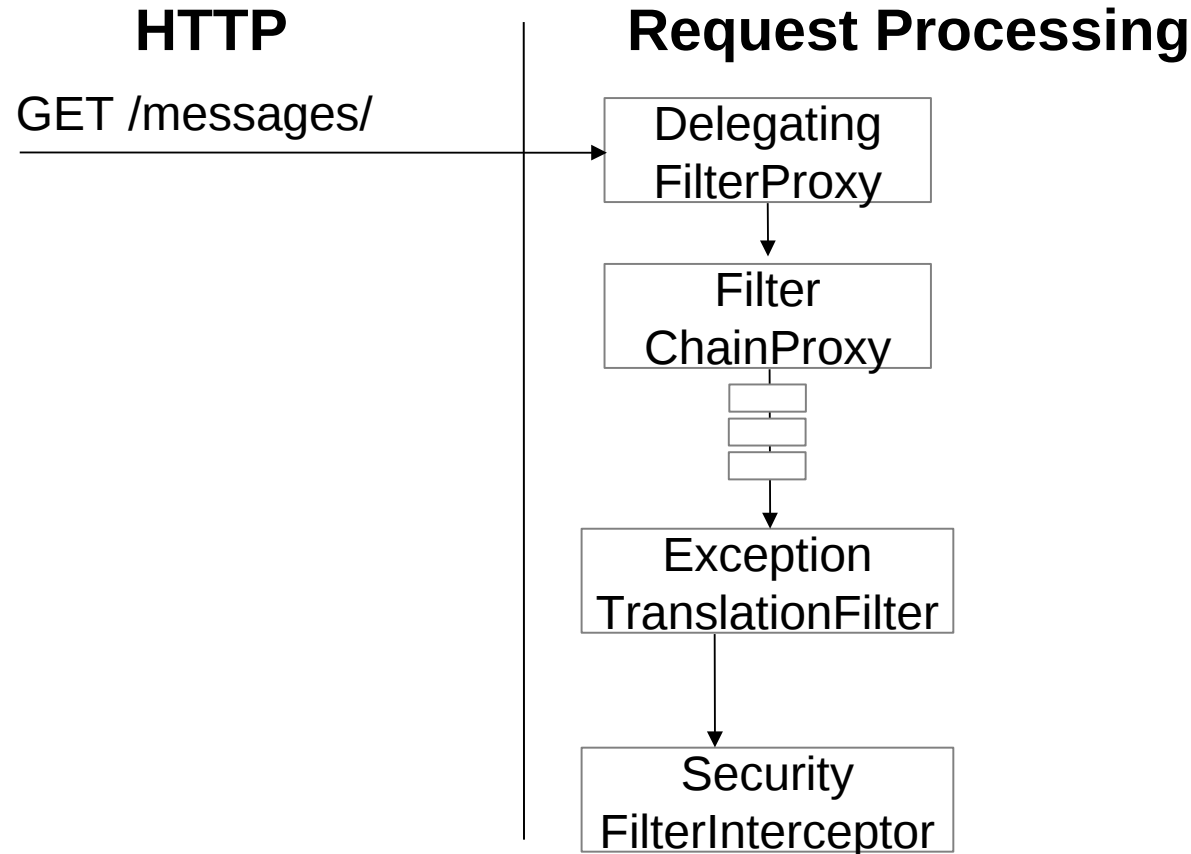 HTTP
Request Processing
GET /messages/
Delegating
FilterProxy
Filter
ChainProxy
Exception
TranslationFilter
Security
FilterInterceptor